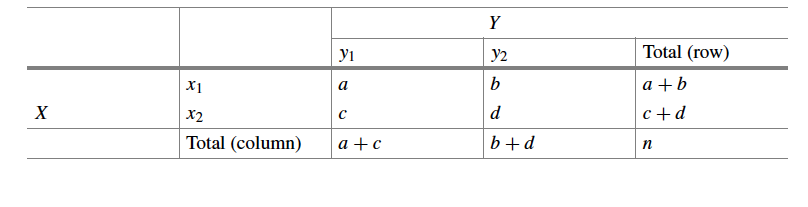 Y
y1 y2 Total (row)
x1 a b a + b
X x2 c d c + d
Total (column) a + c b + d n